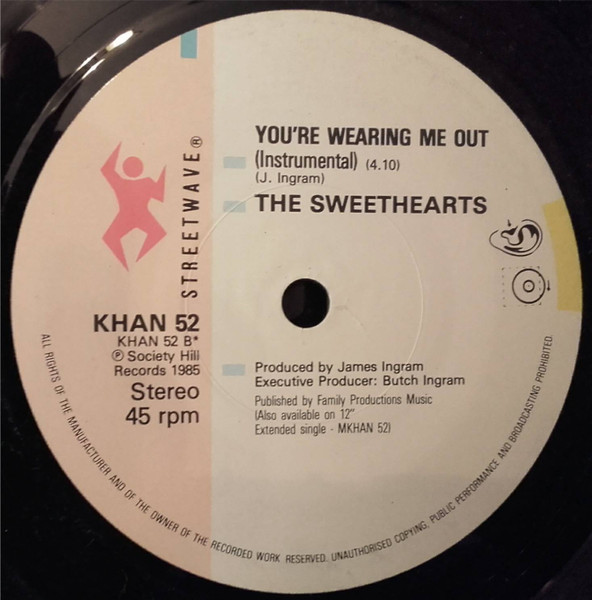 YOU'RE WEARING ME OUT
(Instrumental) (4.10)
(J. Ingram)
THE SWEETHEARTS
STREETWAVE®
KHAN 52
KHAN 52 B*
Ⓟ Society Hill
Records 1985
Stereo
45 rpm
Produced by James Ingram
Executive Producer: Butch Ingram
Published by Family Productions Music
(Also available on 12"
Extended single - MKHAN 52)
ALL RIGHTS OF THE MANUFACTURER AND OF THE OWNER OF THE RECORDED WORK RESERVED. UNAUTHORISED COPYING, PUBLIC PERFORMANCE AND BROADCASTING PROHIBITED.